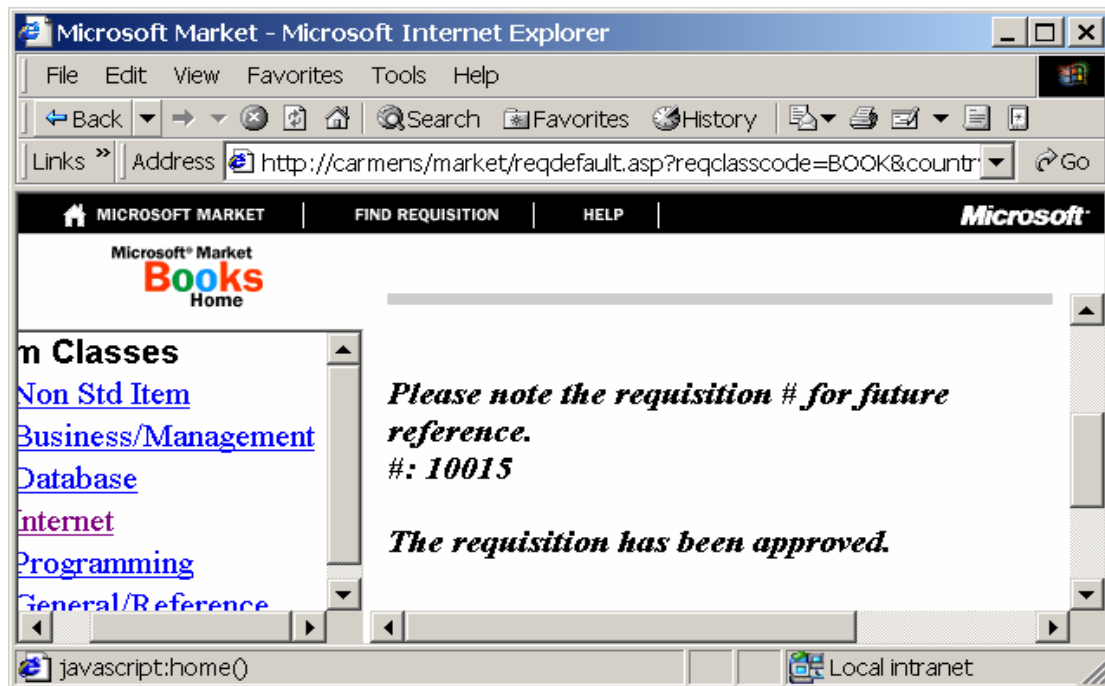 Microsoft Market - Microsoft Internet Explorer
File Edit View Favorites Tools Help
Back Search Favorites History
Links » Address http://carmens/market/reqdefault.asp?reqclasscode=BOOK&countr Go
MICROSOFT MARKET FIND REQUISITION HELP Microsoft
Microsoft® Market
Books
Home
m Classes
Non Std Item
Business/Management
Database
Internet
Programming
General/Reference
Please note the requisition # for future
reference.
#: 10015
The requisition has been approved.
javascript:home() Local intranet